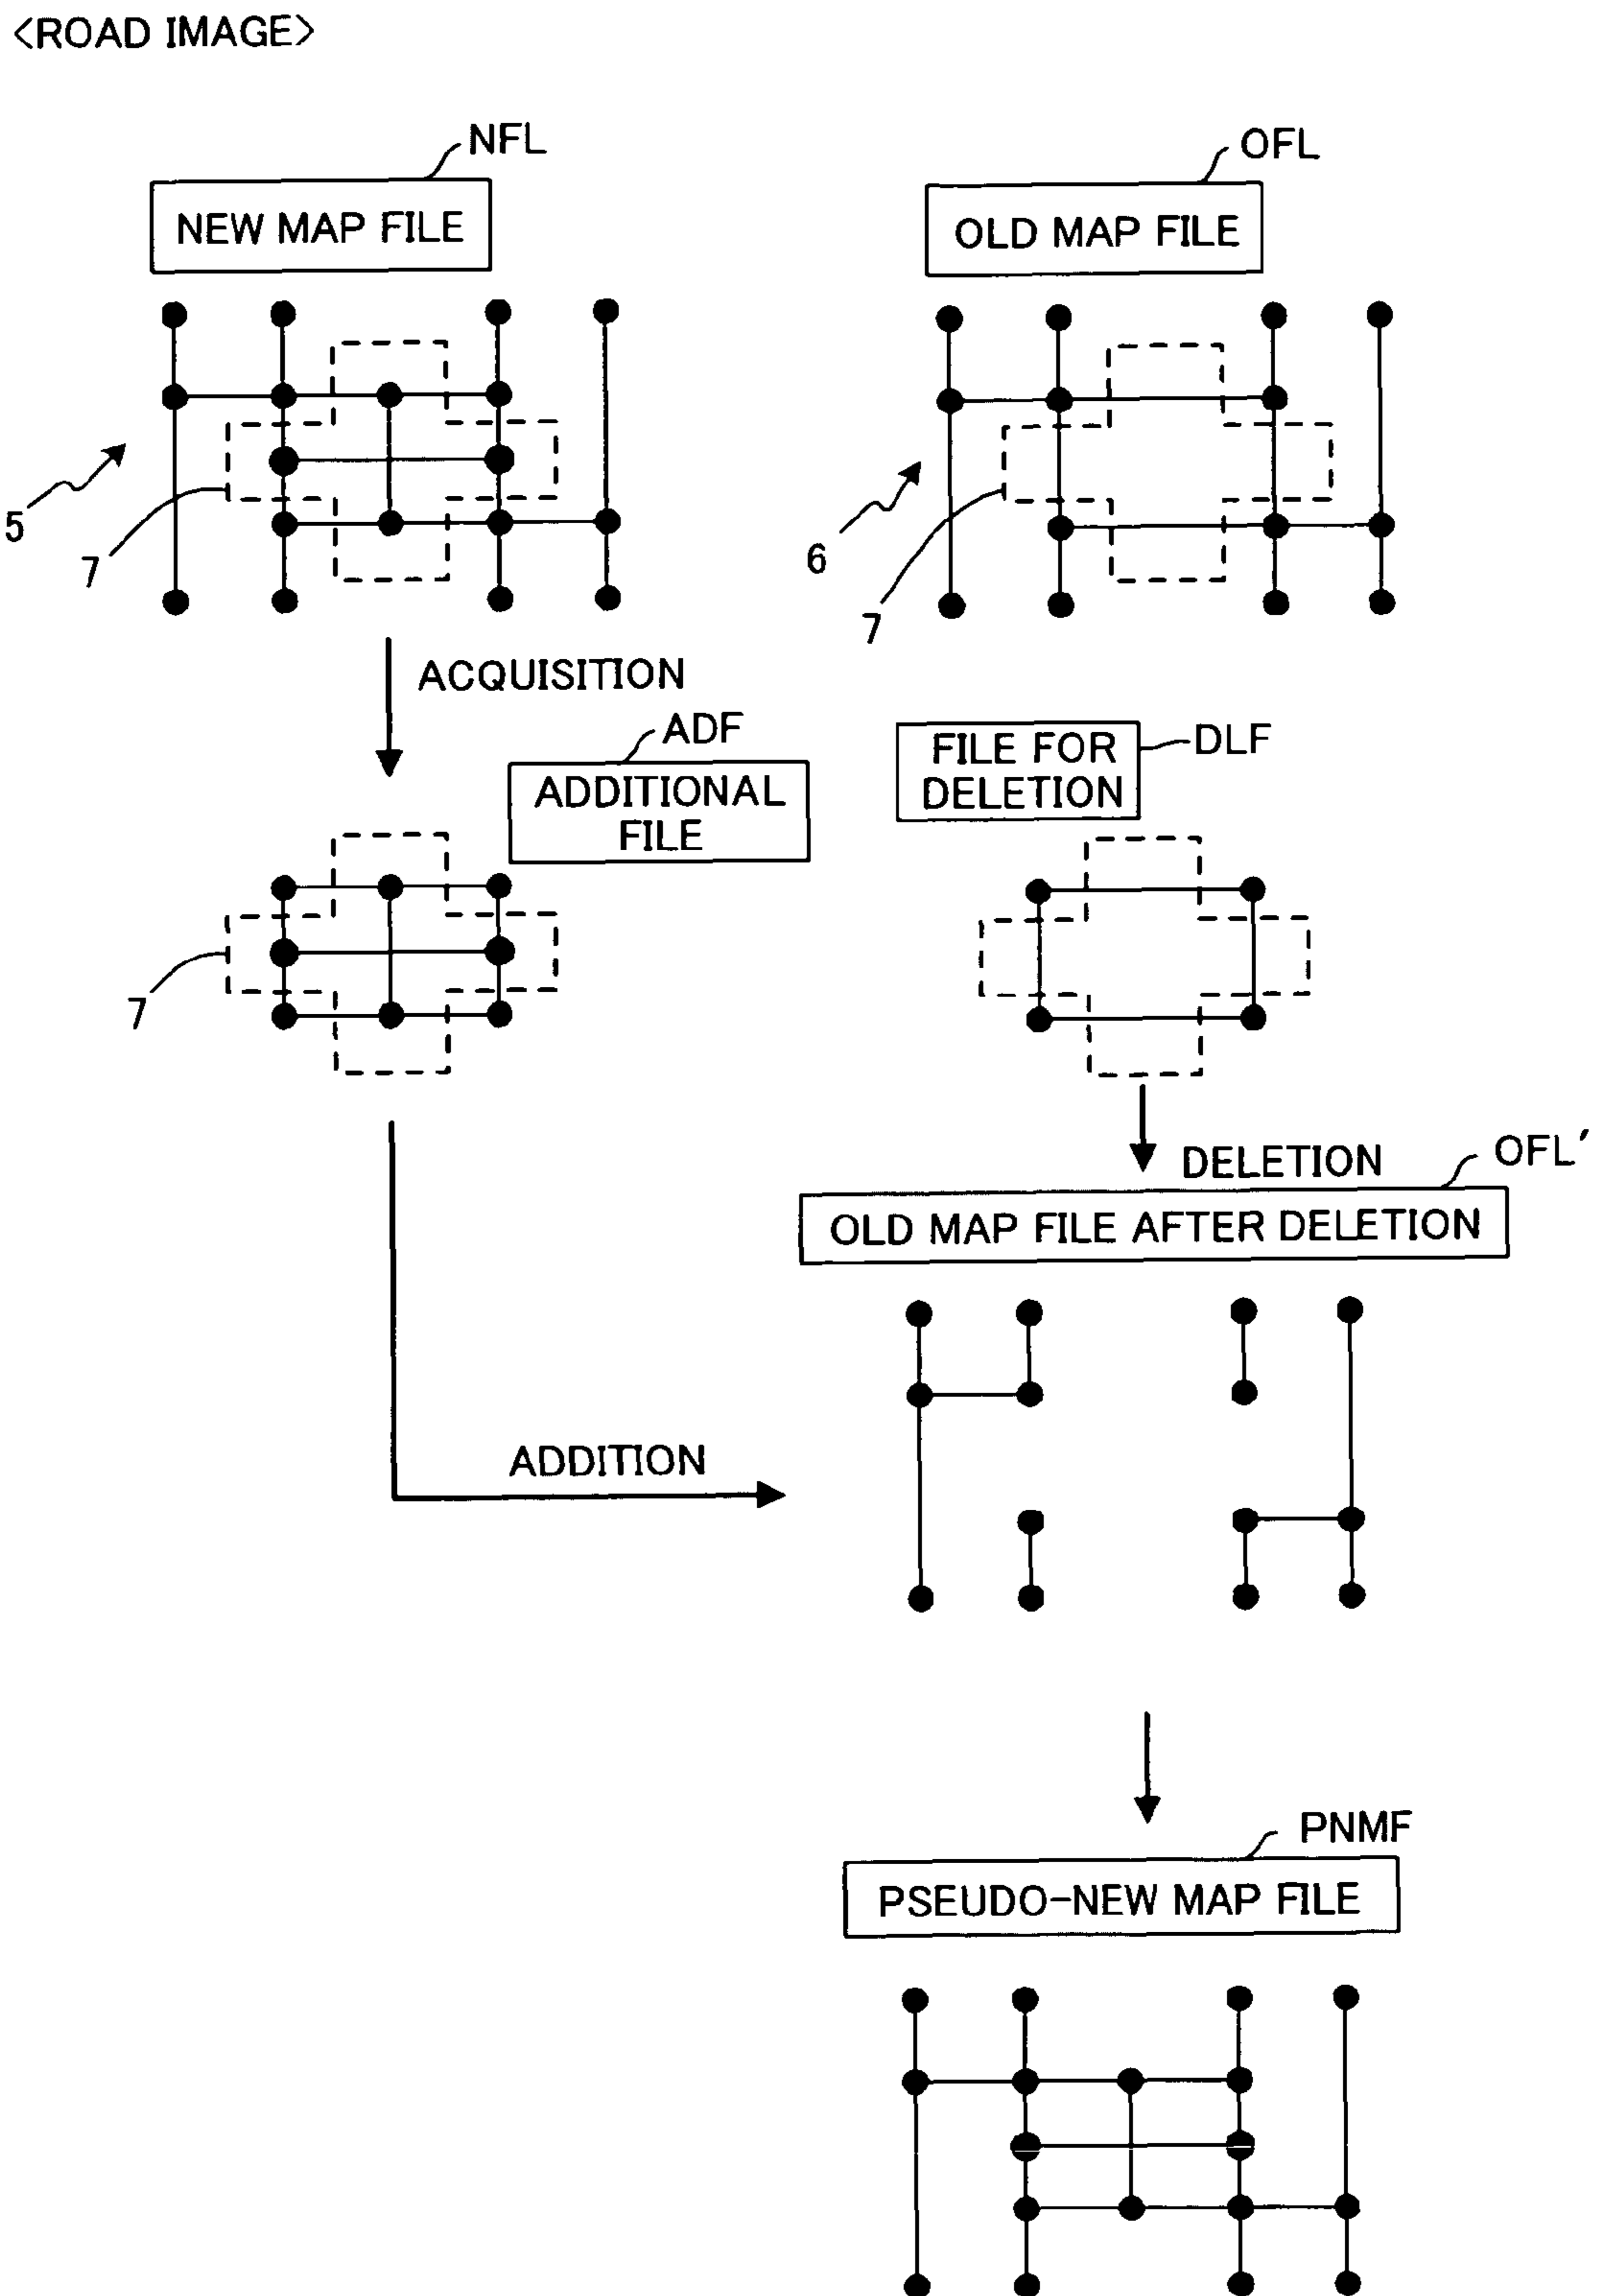 <ROAD IMAGE>
NFL
NEW MAP FILE
OFL
OLD MAP FILE
5
7
6
7
ACQUISITION
ADF
ADDITIONAL
FILE
FILE FOR
DELETION
DLF
7
DELETION
OFL'
OLD MAP FILE AFTER DELETION
ADDITION
PNMF
PSEUDO-NEW MAP FILE